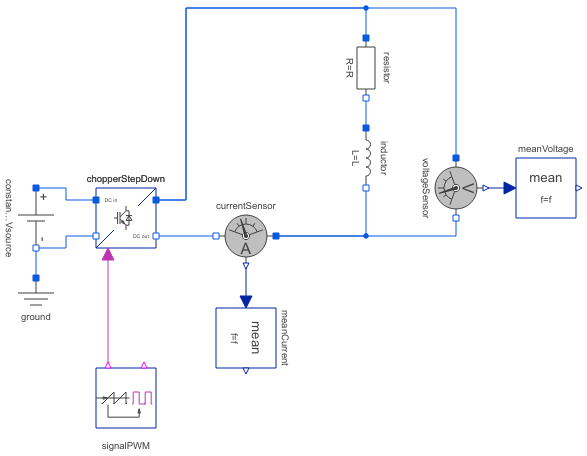 resistor
R=R
inductor
L=L
voltageSensor
V
meanVoltage
mean
f=f
chopperStepDown
DC in
DC out
constan... Vsource
+
-
currentSensor
A
ground
mean
f=f
meanCurrent
signalPWM